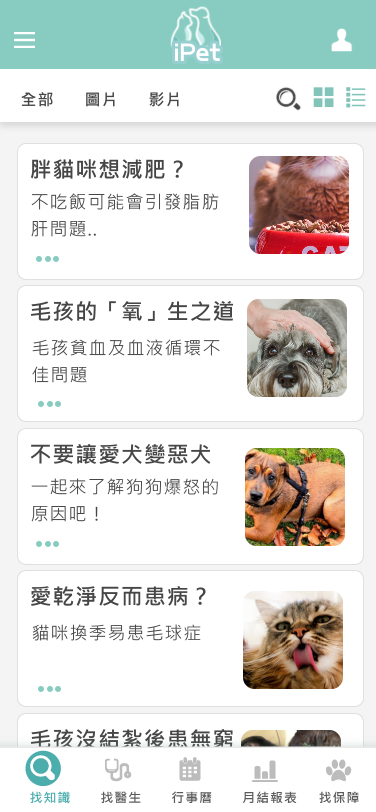 iPet
全部 圖片 影片
胖貓咪想減肥？
不吃飯可能會引發脂肪
肝問題..
CAT
毛孩的「氧」生之道
毛孩貧血及血液循環不
佳問題
不要讓愛犬變惡犬
一起來了解狗狗爆怒的
原因吧！
愛乾淨反而患病？
貓咪換季易患毛球症
毛孩沒結紮後患無窮
找知識 找醫生 行事曆 月結報表 找保障